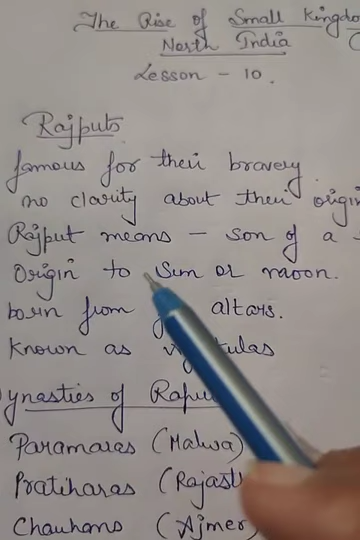 The Rise of Small Kingdo
North India
Lesson - 10.
Rajputs
famous for their bravery
no clarity about their origin
Rajput means - son of a
Origin to Sun or moon.
born from altars.
Known as
ynasties of
Paramaras (Malwa)
Pratiharas (Rajast
Chauhans (Ajmer)